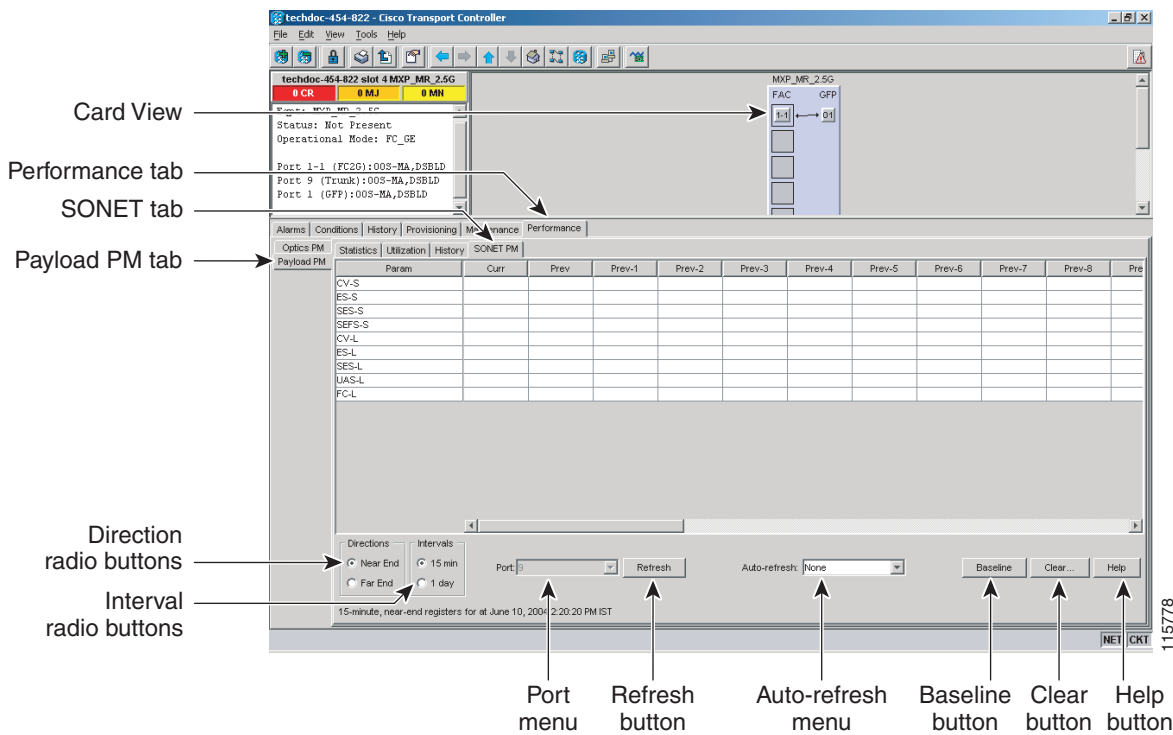 techdoc-454-822 - Cisco Transport Controller
File Edit View Tools Help
techdoc-454-822 slot 4 MXP_MR_2.5G
0 CR 0 MJ 0 MN
Eqpt: MXP_MR_2.5G
Status: Not Present
Operational Mode: FC_GE
Port 1-1 (FC2G):OOS-MA,DSBLD
Port 9 (Trunk):OOS-MA,DSBLD
Port 1 (GFP):OOS-MA,DSBLD
MXP_MR_2.5G
FAC GFP
1-1 01
Card View
Performance tab
SONET tab
Payload PM tab
Alarms Conditions History Provisioning Maintenance Performance
Optics PM
Payload PM
Statistics Utilization History SONET PM
Param Curr Prev Prev-1 Prev-2 Prev-3 Prev-4 Prev-5 Prev-6 Prev-7 Prev-8 Pre
CV-S
ES-S
SES-S
SEFS-S
CV-L
ES-L
SES-L
UAS-L
FC-L
Direction
radio buttons
Interval
radio buttons
Directions Intervals
Near End 15 min
Far End 1 day
Port: 9 Refresh Auto-refresh: None Baseline Clear... Help
15-minute, near-end registers for at June 10, 2004 2:20:20 PM IST
NET CKT
115778
Port
menu
Refresh
button
Auto-refresh
menu
Baseline
button
Clear
button
Help
button